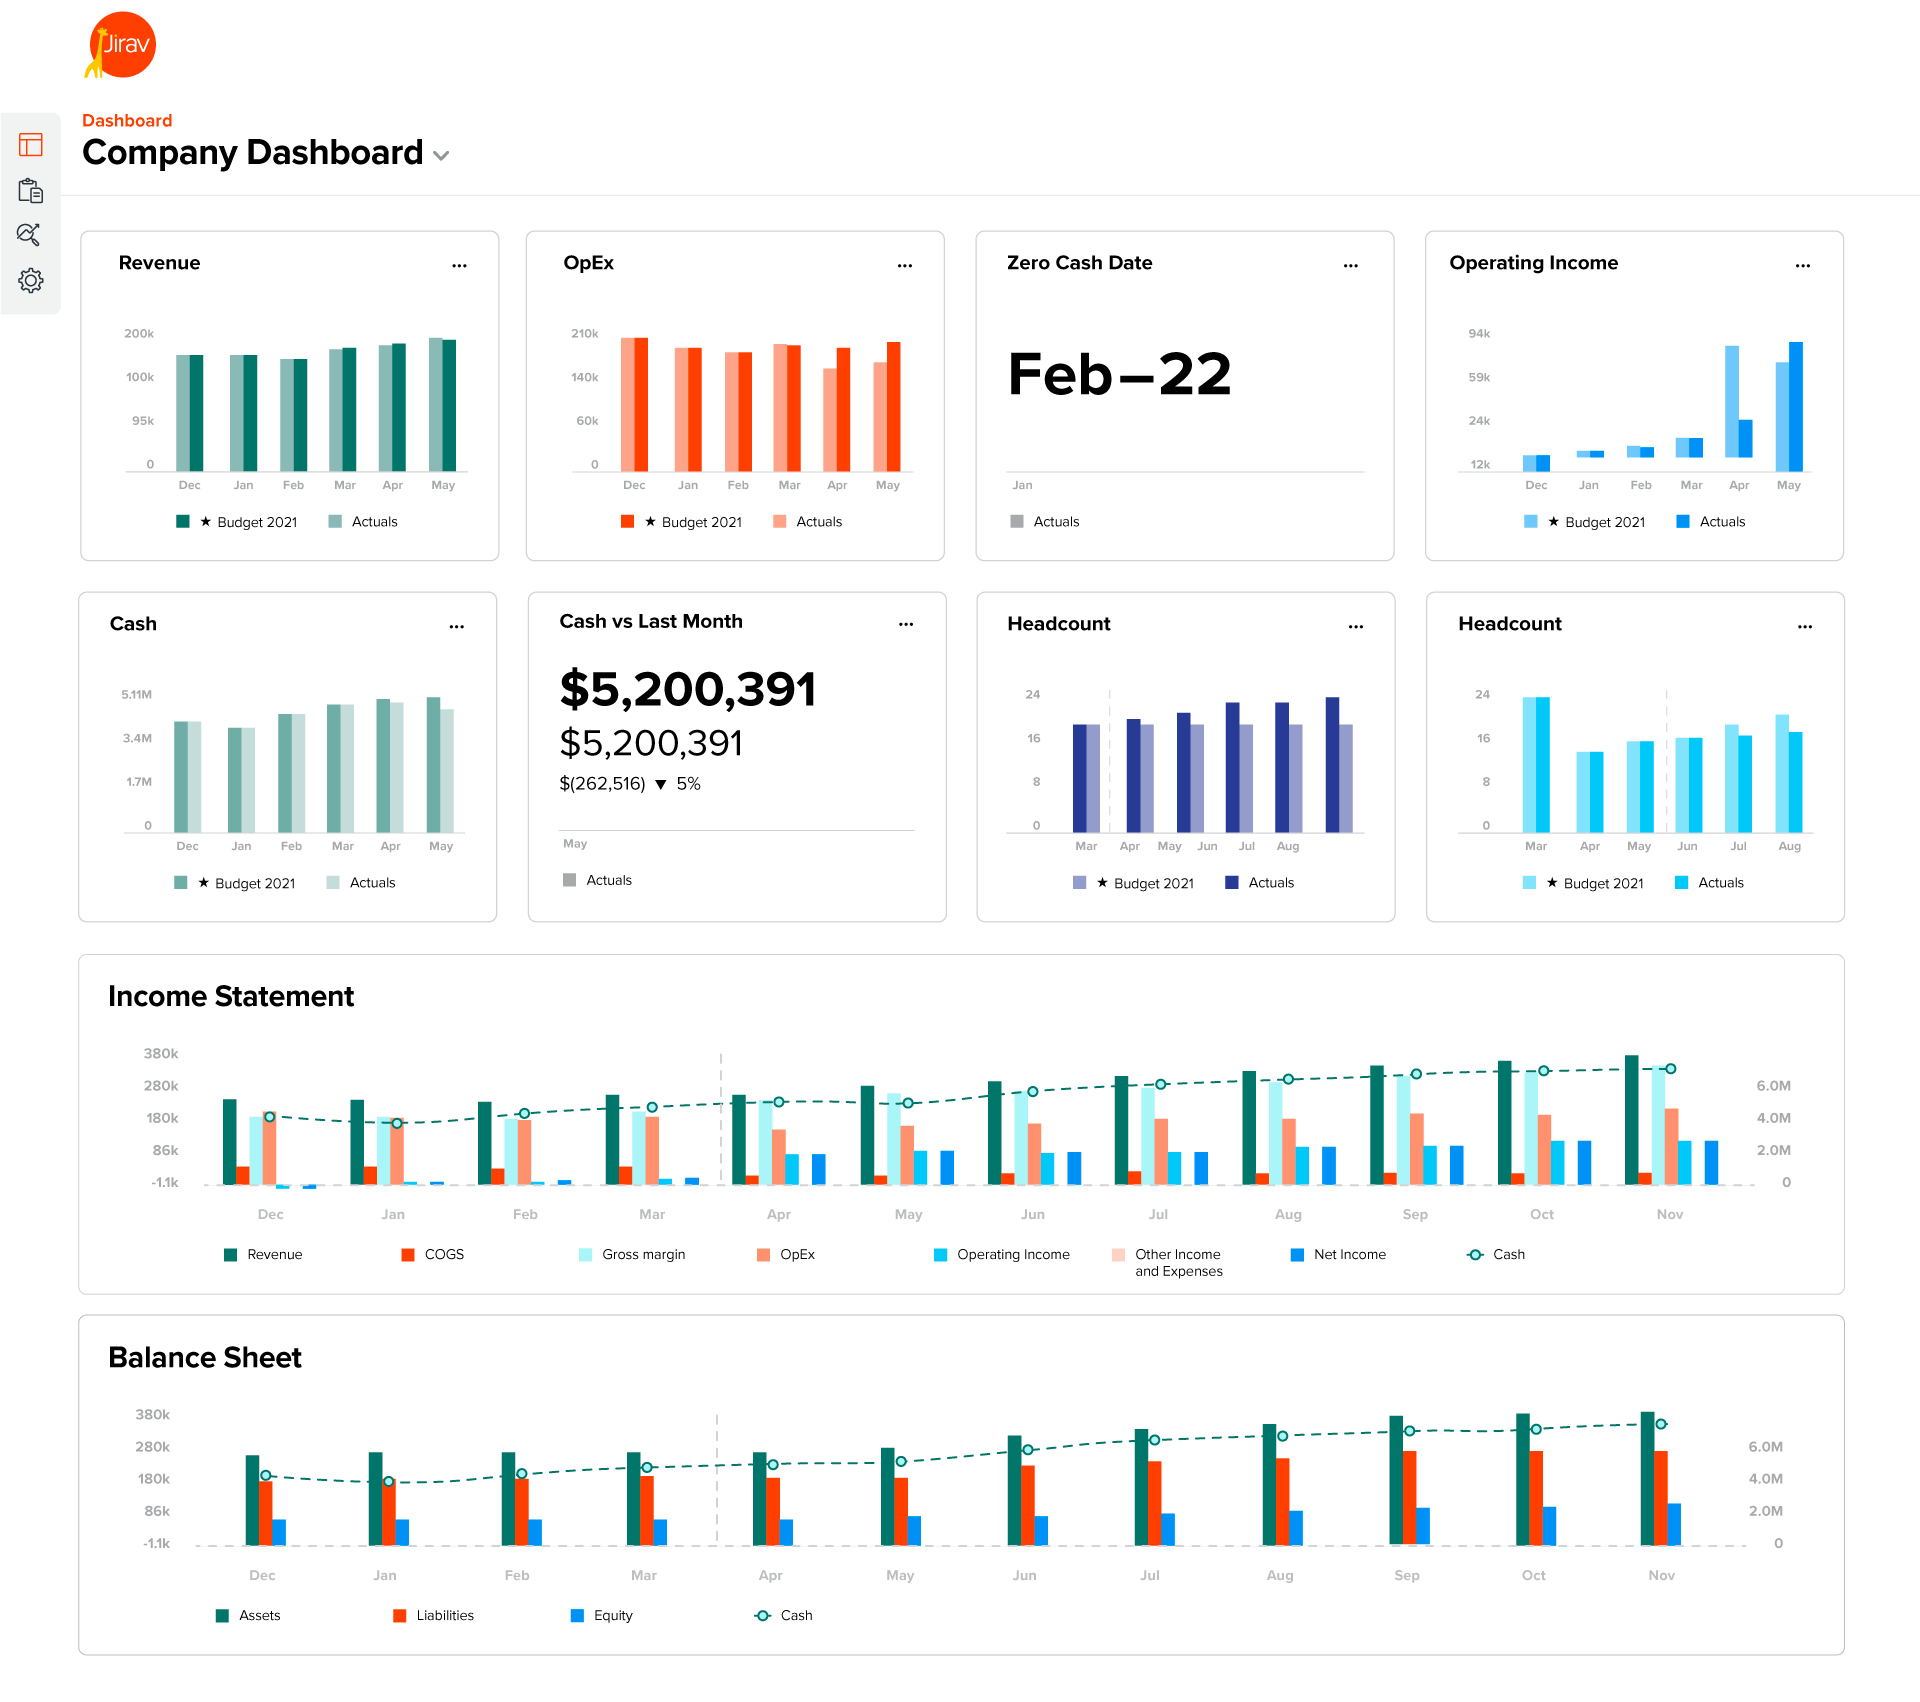 Jirav
Dashboard
Company Dashboard
Revenue
200k
100k
95k
0
Dec Jan Feb Mar Apr May
★ Budget 2021 Actuals
OpEx
210k
140k
60k
0
Dec Jan Feb Mar Apr May
★ Budget 2021 Actuals
Zero Cash Date
Feb–22
Jan
Actuals
Operating Income
94k
59k
24k
12k
Dec Jan Feb Mar Apr May
★ Budget 2021 Actuals
Cash
5.11M
3.4M
1.7M
0
Dec Jan Feb Mar Apr May
★ Budget 2021 Actuals
Cash vs Last Month
$5,200,391
$5,200,391
$(262,516) ▼ 5%
May
Actuals
Headcount
24
16
8
0
Mar Apr May Jun Jul Aug
★ Budget 2021 Actuals
Headcount
24
16
8
0
Mar Apr May Jun Jul Aug
★ Budget 2021 Actuals
Income Statement
380k
280k
180k
86k
-1.1k
6.0M
4.0M
2.0M
0
Dec Jan Feb Mar Apr May Jun Jul Aug Sep Oct Nov
Revenue COGS Gross margin OpEx Operating Income Other Income Net Income Cash
and Expenses
Balance Sheet
380k
280k
180k
86k
-1.1k
6.0M
4.0M
2.0M
0
Dec Jan Feb Mar Apr May Jun Jul Aug Sep Oct Nov
Assets Liabilities Equity Cash